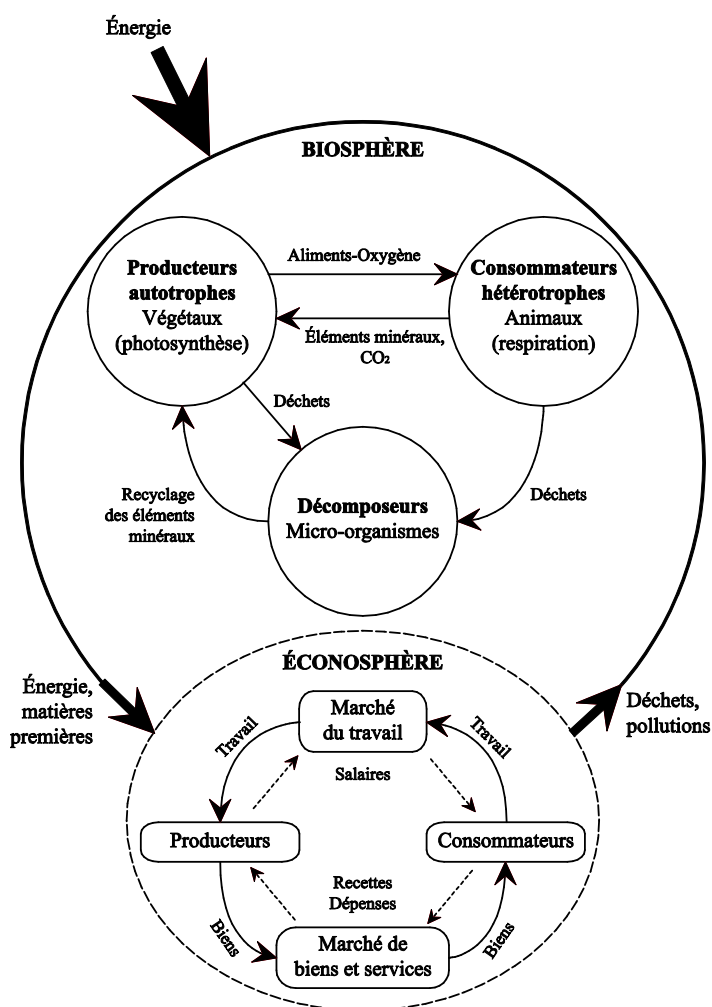 Énergie
BIOSPHÈRE
Producteurs
autotrophes
Végétaux
(photosynthèse)
Aliments-Oxygène
Consommateurs
hétérotrophes
Animaux
(respiration)
Éléments minéraux,
CO₂
Déchets
Recyclage
des éléments
minéraux
Décomposeurs
Micro-organismes
Déchets
ÉCONOSPHÈRE
Énergie,
matières
premières
Déchets,
pollutions
Marché
du travail
Travail
Travail
Salaires
Producteurs
Consommateurs
Recettes
Dépenses
Biens
Biens
Marché de
biens et services